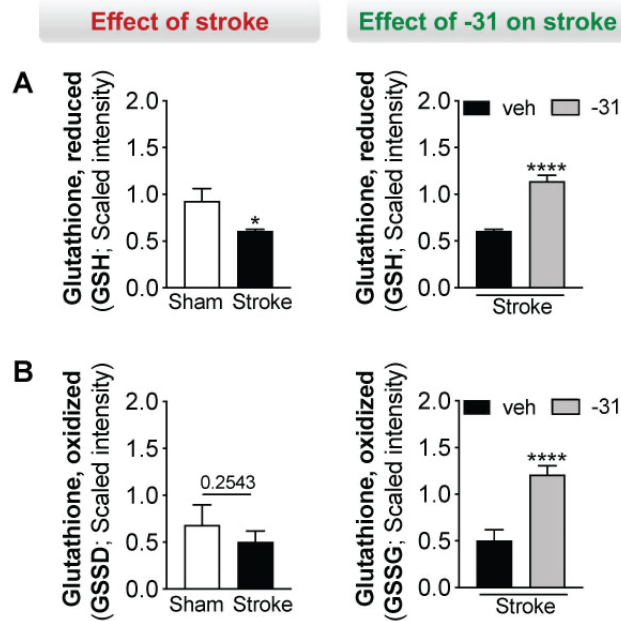 Effect of stroke
Effect of -31 on stroke
A
Glutathione, reduced
(GSH; Scaled intensity)
2.0
1.5
1.0
0.5
0.0
*
Sham Stroke
Glutathione, reduced
(GSH; Scaled intensity)
2.0
1.5
1.0
0.5
0.0
veh -31
****
Stroke
B
Glutathione, oxidized
(GSSD; Scaled intensity)
2.0
1.5
1.0
0.5
0.0
0.2543
Sham Stroke
Glutathione, oxidized
(GSSG; Scaled intensity)
2.0
1.5
1.0
0.5
0.0
veh -31
****
Stroke